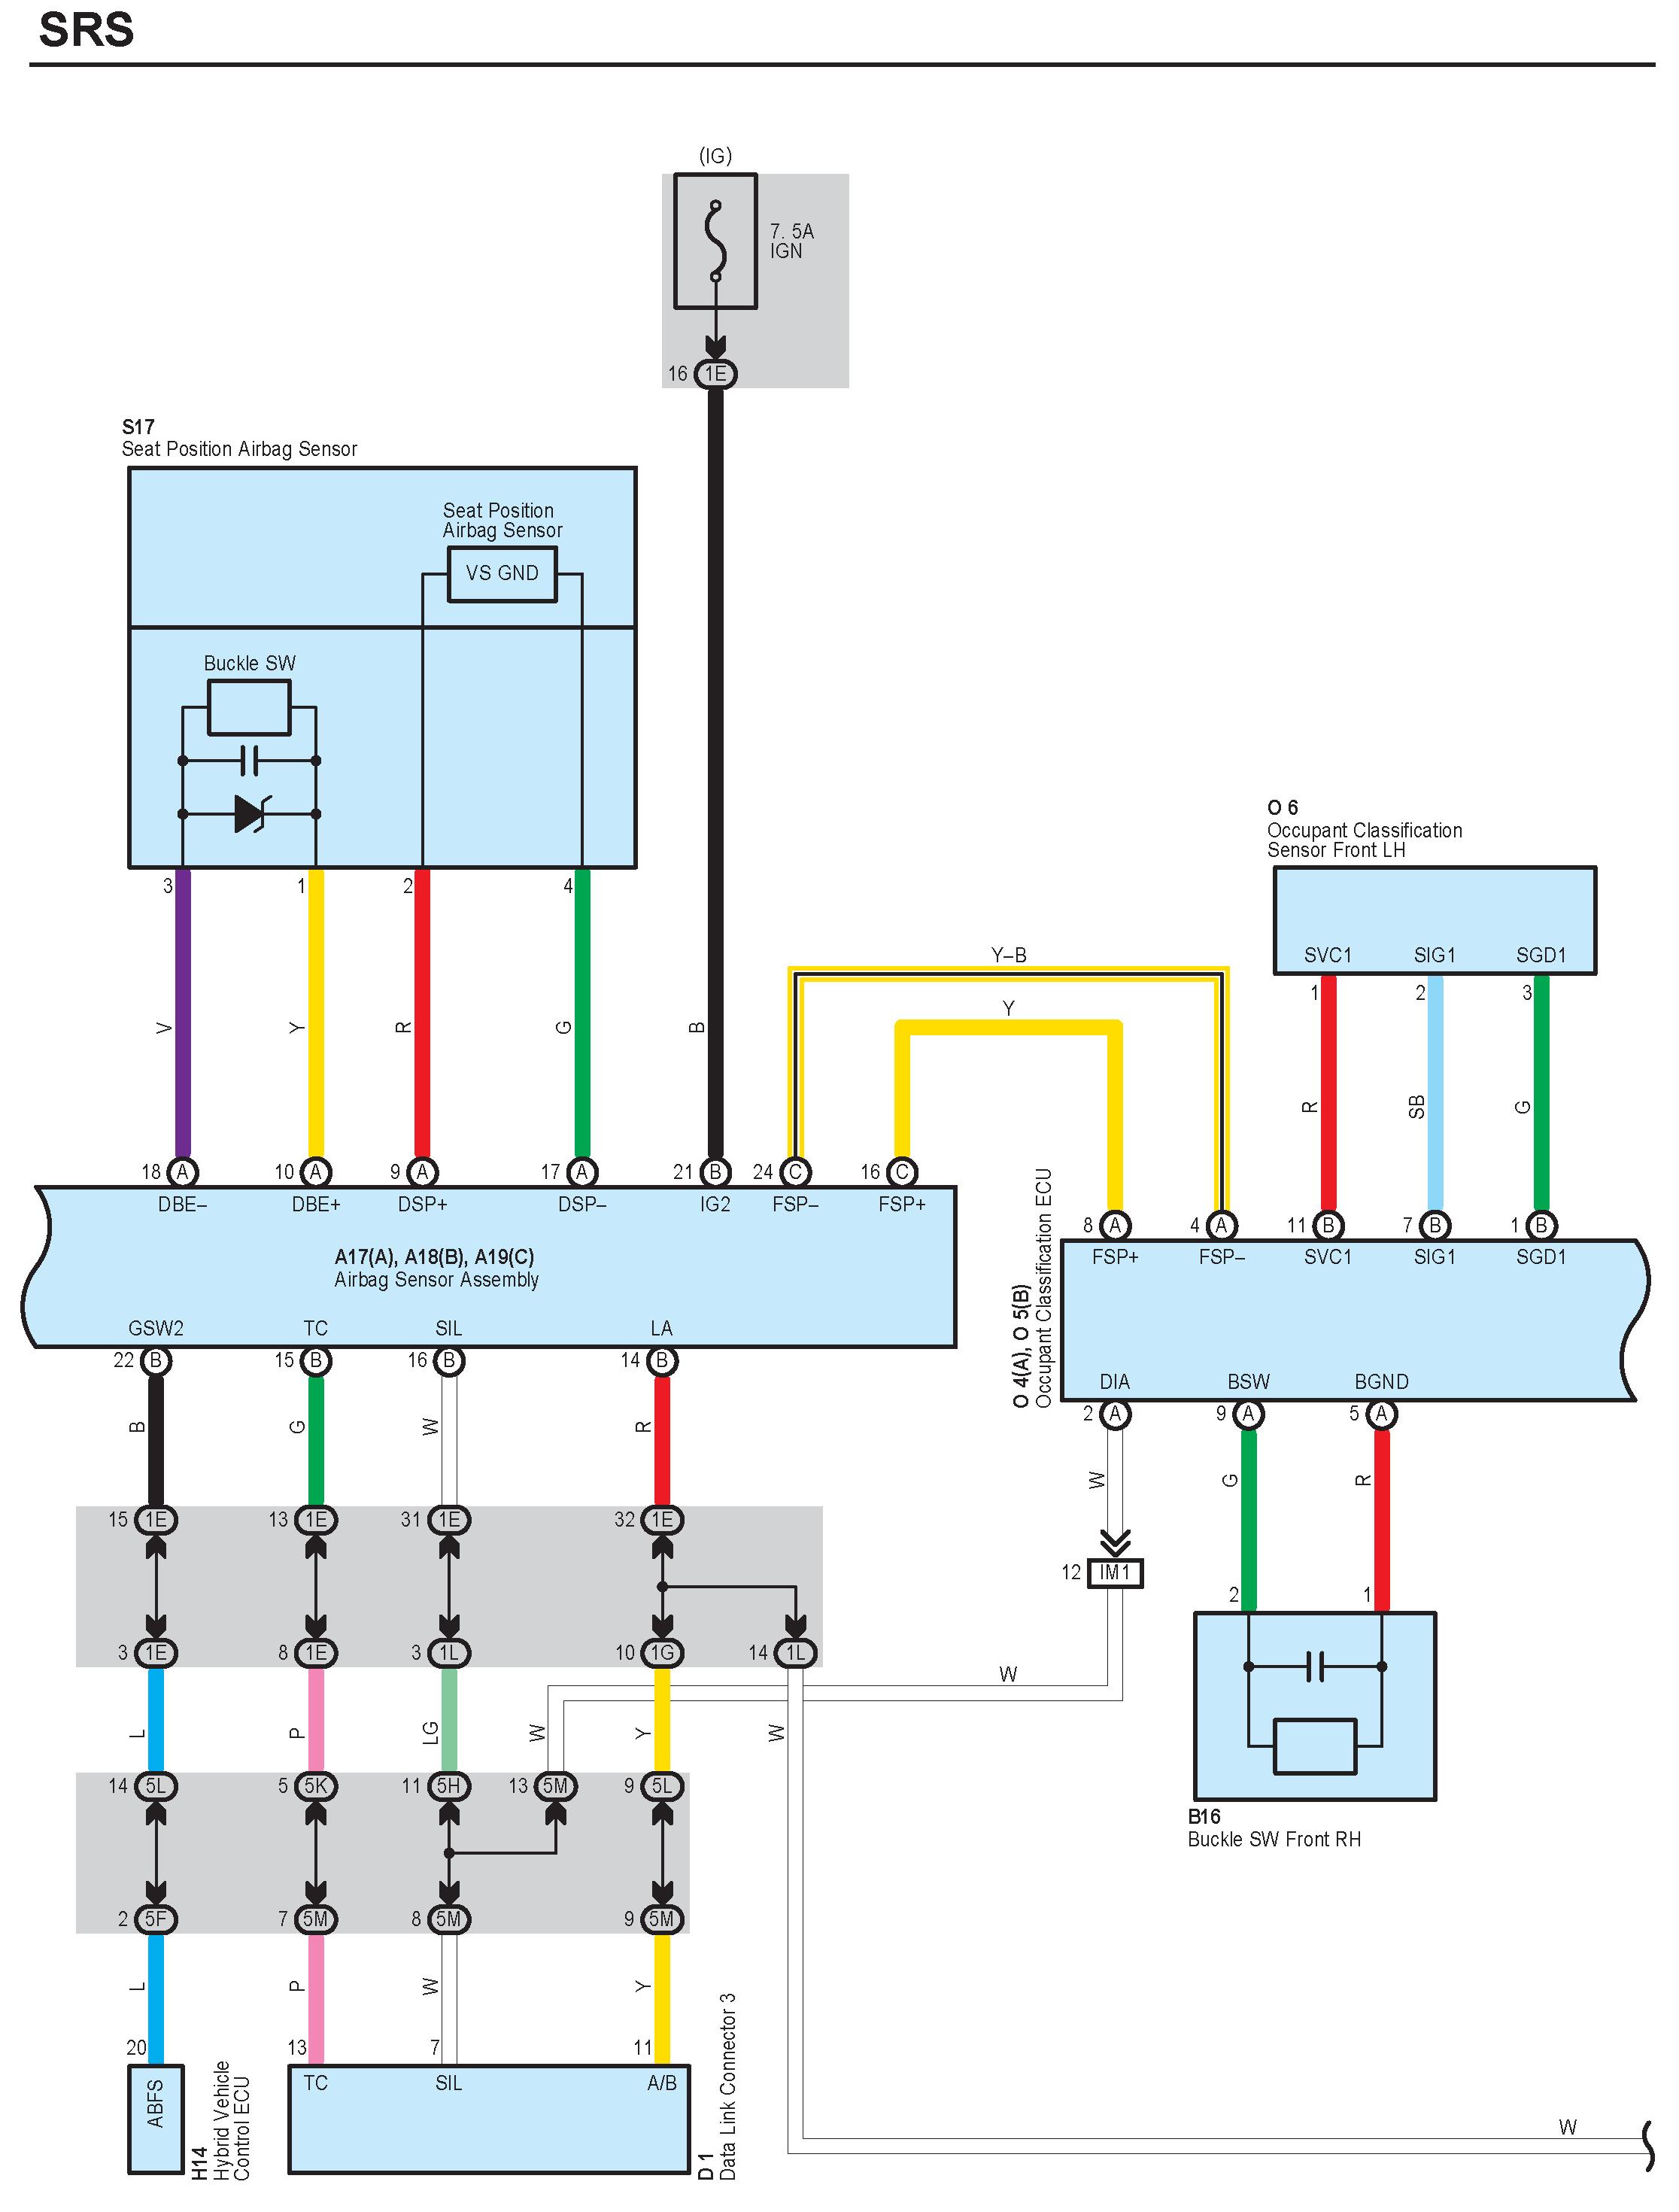 SRS
(IG)
7. 5A
IGN
16 1E
S17
Seat Position Airbag Sensor
Seat Position
Airbag Sensor
VS GND
Buckle SW
3 1 2 4
V Y R G B
Y–B
Y
O 6
Occupant Classification
Sensor Front LH
SVC1 SIG1 SGD1
1 2 3
R SB G
18 A 10 A 9 A 17 A 21 B 24 C 16 C
DBE– DBE+ DSP+ DSP– IG2 FSP– FSP+
A17(A), A18(B), A19(C)
Airbag Sensor Assembly
GSW2 TC SIL LA
22 B 15 B 16 B 14 B
B G W R
8 A 4 A 11 B 7 B 1 B
FSP+ FSP– SVC1 SIG1 SGD1
O 4(A), O 5(B)
Occupant Classification ECU
DIA BSW BGND
2 A 9 A 5 A
W G R
15 1E 13 1E 31 1E 32 1E
12 IM1
2 1
3 1E 8 1E 3 1L 10 1G 14 1L
W
L P LG W Y W
14 5L 5 5K 11 5H 13 5M 9 5L
B16
Buckle SW Front RH
2 5F 7 5M 8 5M 9 5M
L P W Y
20 13 7 11
ABFS
H14
Hybrid Vehicle
Control ECU
TC SIL A/B
D 1
Data Link Connector 3
W